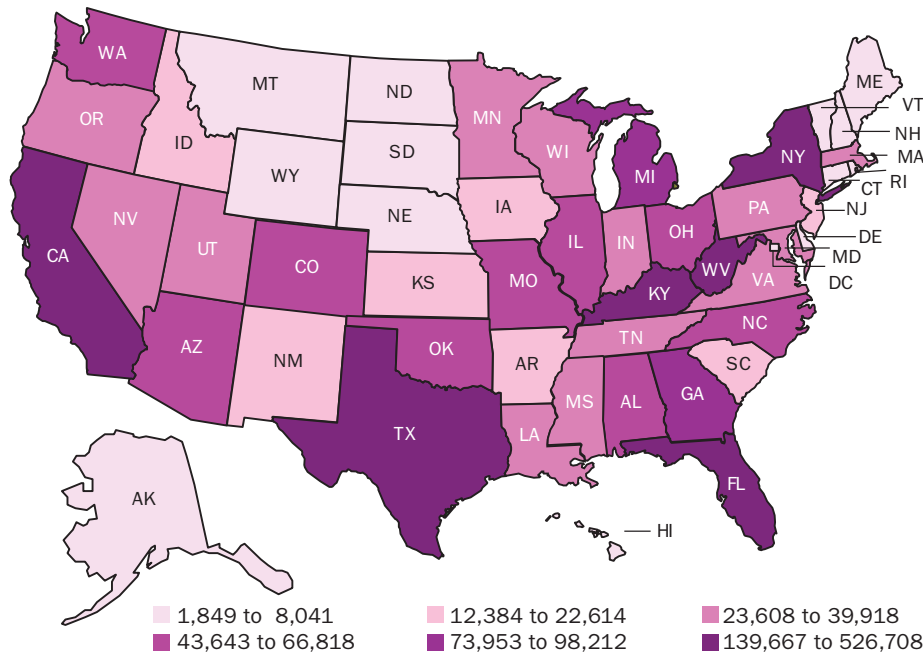 WA
MT
ND
ME
VT
OR
MN
NH
ID
SD
WI
NY
MA
WY
MI
RI
CT
NE
IA
PA
NJ
NV
OH
DE
UT
IL
IN
MD
CA
CO
WV
DC
KS
MO
VA
KY
NC
AZ
OK
TN
NM
AR
SC
MS
AL
GA
TX
LA
FL
AK
HI
1,849 to 8,041 12,384 to 22,614 23,608 to 39,918
43,643 to 66,818 73,953 to 98,212 139,667 to 526,708